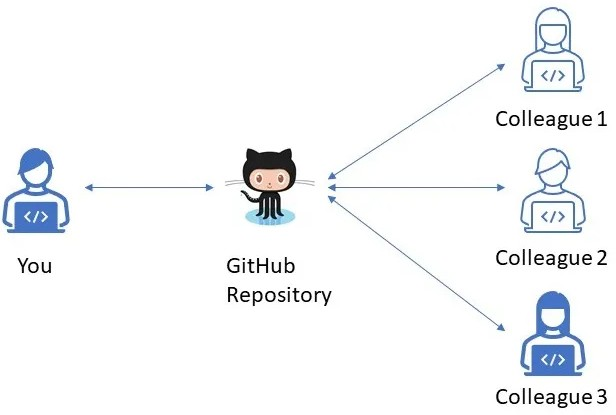 </>
Colleague 1
</>
You
GitHub
Repository
</>
Colleague 2
</>
Colleague 3